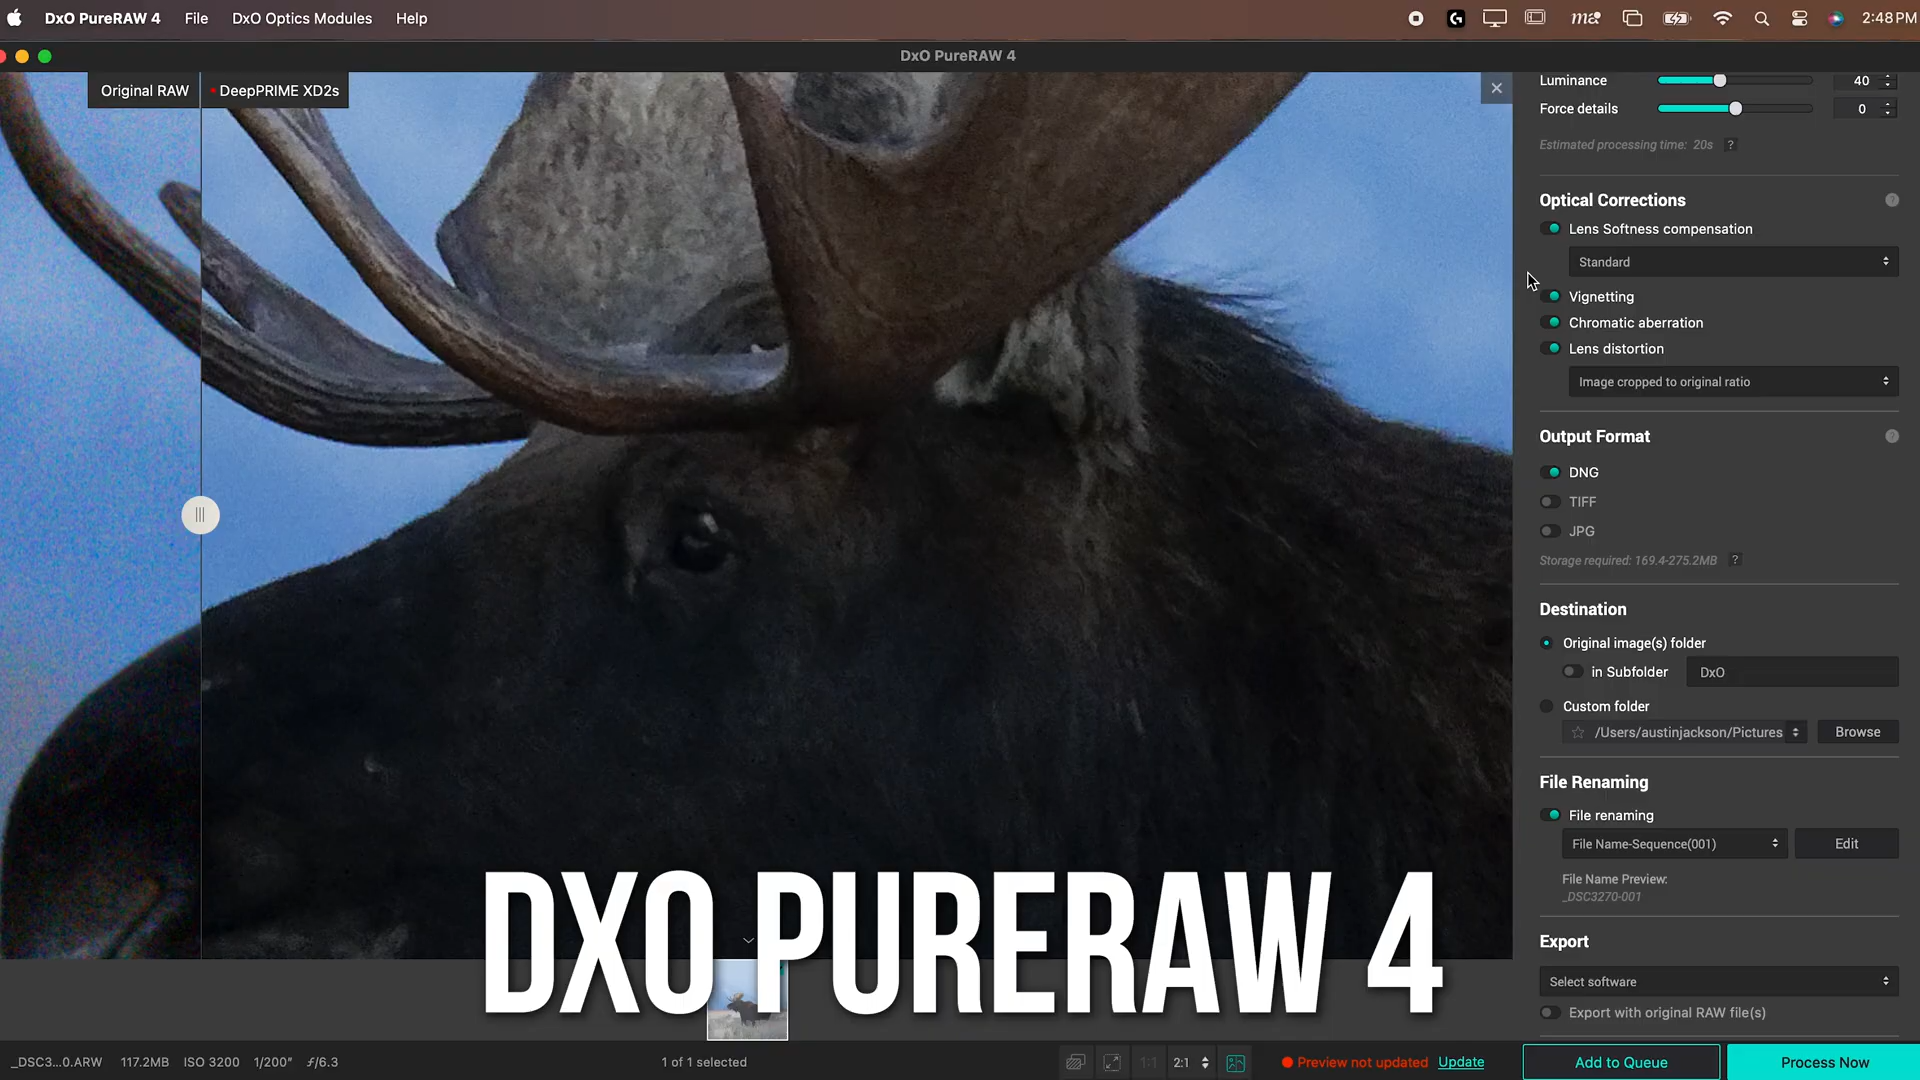 DxO PureRAW 4 File DxO Optics Modules Help
2:48PM
DxO PureRAW 4
Original RAW DeepPRIME XD2s
Luminance 40
Force details 0
Estimated processing time: 20s ?
Optical Corrections ?
Lens Softness compensation
Standard
Vignetting
Chromatic aberration
Lens distortion
Image cropped to original ratio
Output Format ?
DNG
TIFF
JPG
Storage required: 169.4-275.2MB ?
Destination
Original image(s) folder
in Subfolder DxO
Custom folder
/Users/austinjackson/Pictures Browse
File Renaming
File renaming
File Name-Sequence(001) Edit
File Name Preview:
_DSC3270-001
DXO PURERAW 4
Export
Select software
Export with original RAW file(s)
_DSC3...0.ARW 117.2MB ISO 3200 1/200" ƒ/6.3 1 of 1 selected 1:1 2:1 Preview not updated Update Add to Queue Process Now